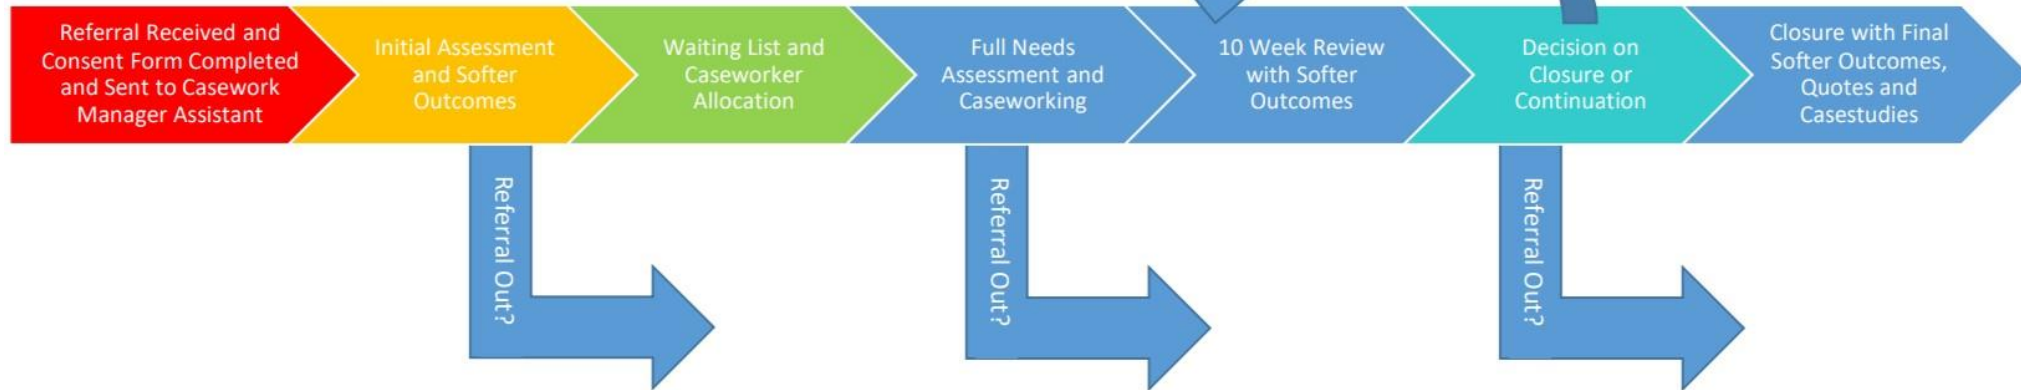 Referral Received and
Consent Form Completed
and Sent to Casework
Manager Assistant
Initial Assessment
and Softer
Outcomes
Waiting List and
Caseworker
Allocation
Full Needs
Assessment and
Caseworking
10 Week Review
with Softer
Outcomes
Decision on
Closure or
Continuation
Closure with Final
Softer Outcomes,
Quotes and
Casestudies
Referral Out?
Referral Out?
Referral Out?